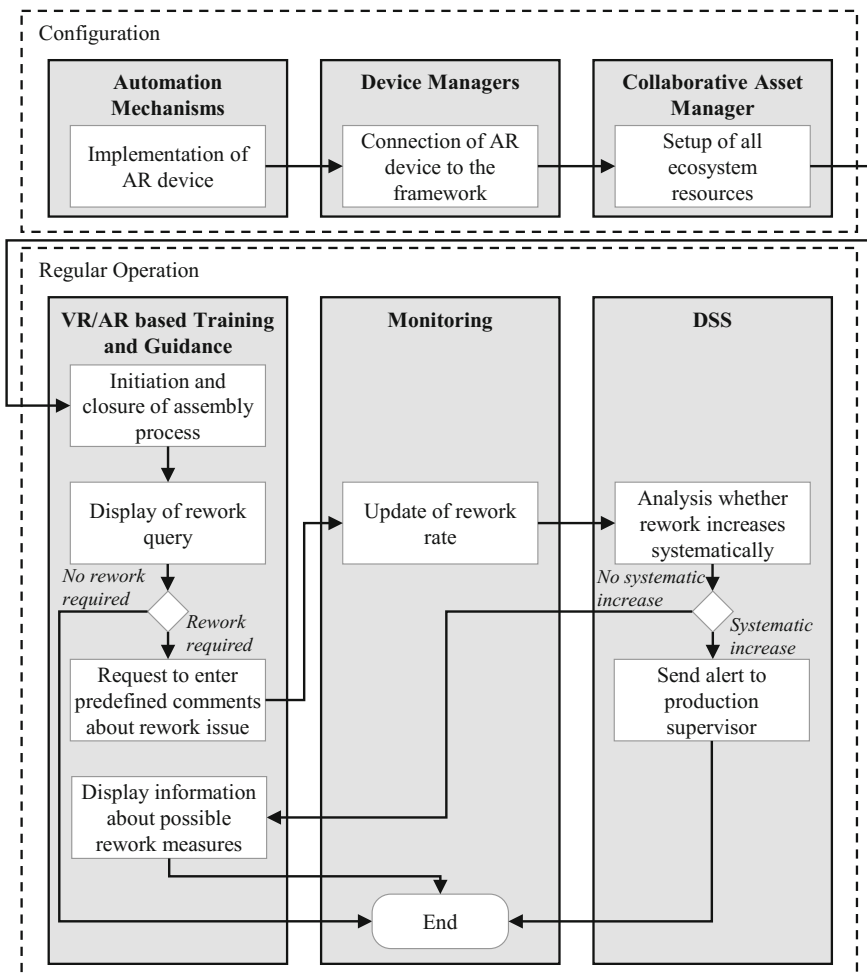 Configuration
Automation
Mechanisms
Implementation of
AR device
Device Managers
Connection of AR
device to the
framework
Collaborative Asset
Manager
Setup of all
ecosystem
resources
Regular Operation
VR/AR based Training
and Guidance
Initiation and
closure of assembly
process
Display of rework
query
No rework
required
Rework
required
Request to enter
predefined comments
about rework issue
Display information
about possible
rework measures
Monitoring
Update of rework
rate
End
DSS
Analysis whether
rework increases
systematically
No systematic
increase
Systematic
increase
Send alert to
production
supervisor